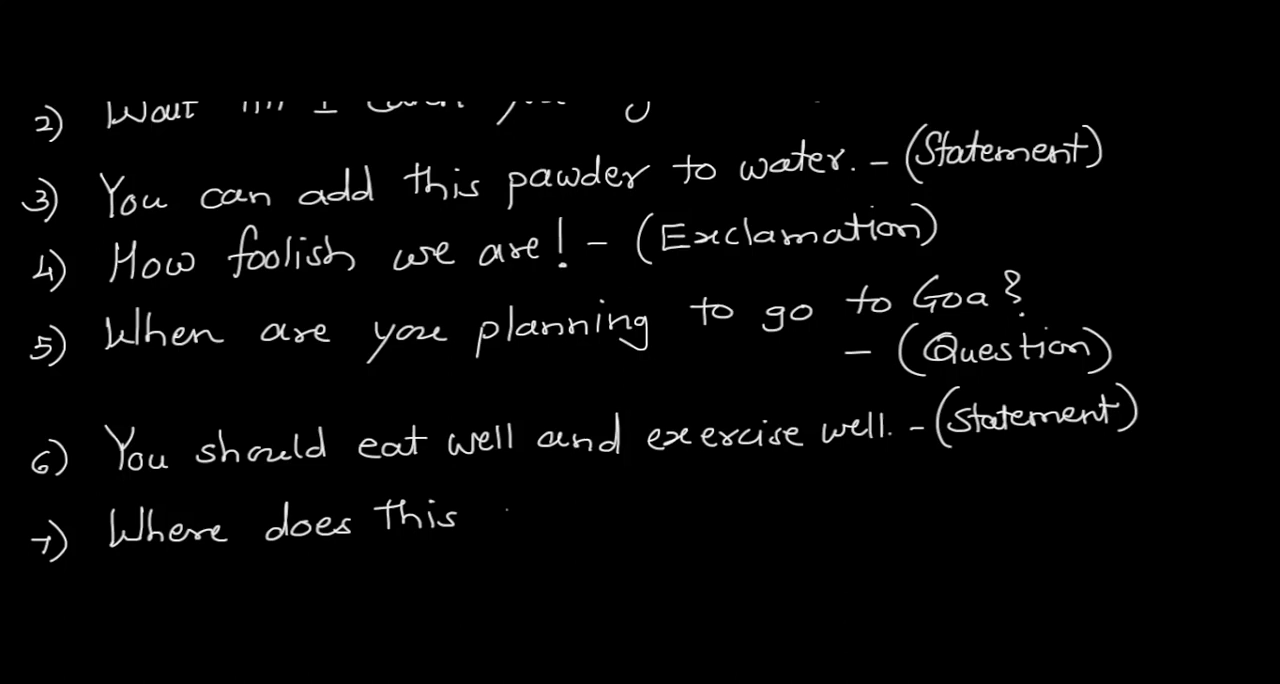 2)
3) You can add this pawder to water. - (Statement)
4) How foolish we are! - (Exclamation)
5) When are you planning to go to Goa?
- (Question)
6) You should eat well and exercise well. - (Statement)
7) Where does this